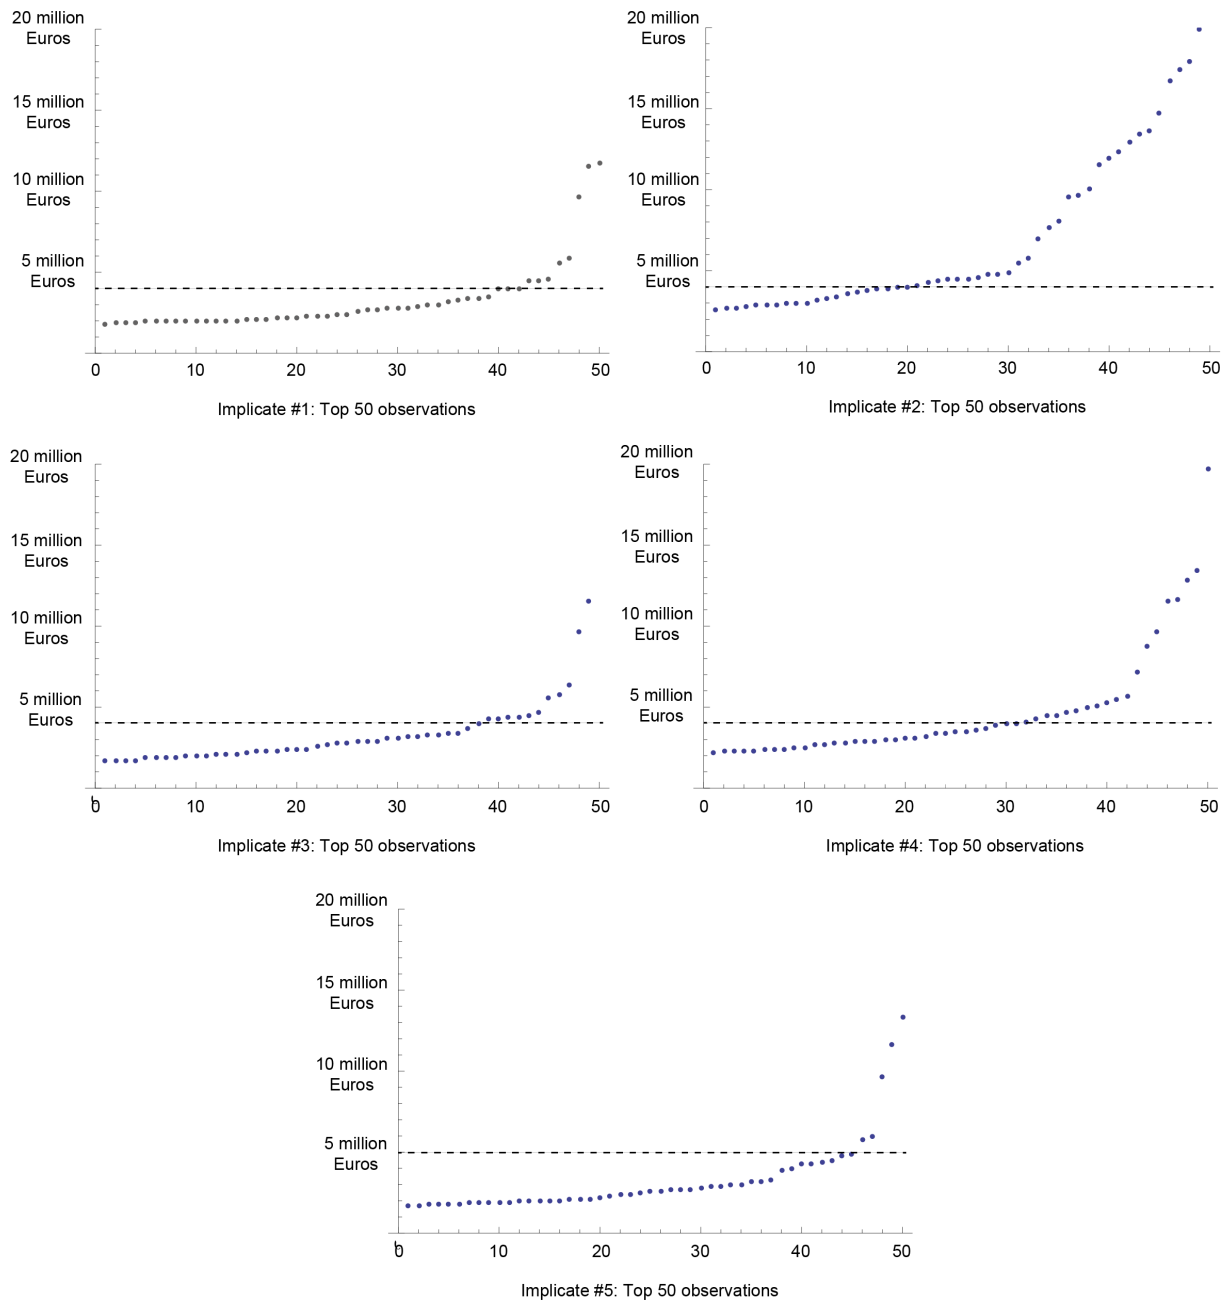 20 million
Euros
15 million
Euros
10 million
Euros
5 million
Euros
0 10 20 30 40 50
Implicate #1: Top 50 observations
20 million
Euros
15 million
Euros
10 million
Euros
5 million
Euros
0 10 20 30 40 50
Implicate #2: Top 50 observations
20 million
Euros
15 million
Euros
10 million
Euros
5 million
Euros
0 10 20 30 40 50
Implicate #3: Top 50 observations
20 million
Euros
15 million
Euros
10 million
Euros
5 million
Euros
0 10 20 30 40 50
Implicate #4: Top 50 observations
20 million
Euros
15 million
Euros
10 million
Euros
5 million
Euros
0 10 20 30 40 50
Implicate #5: Top 50 observations